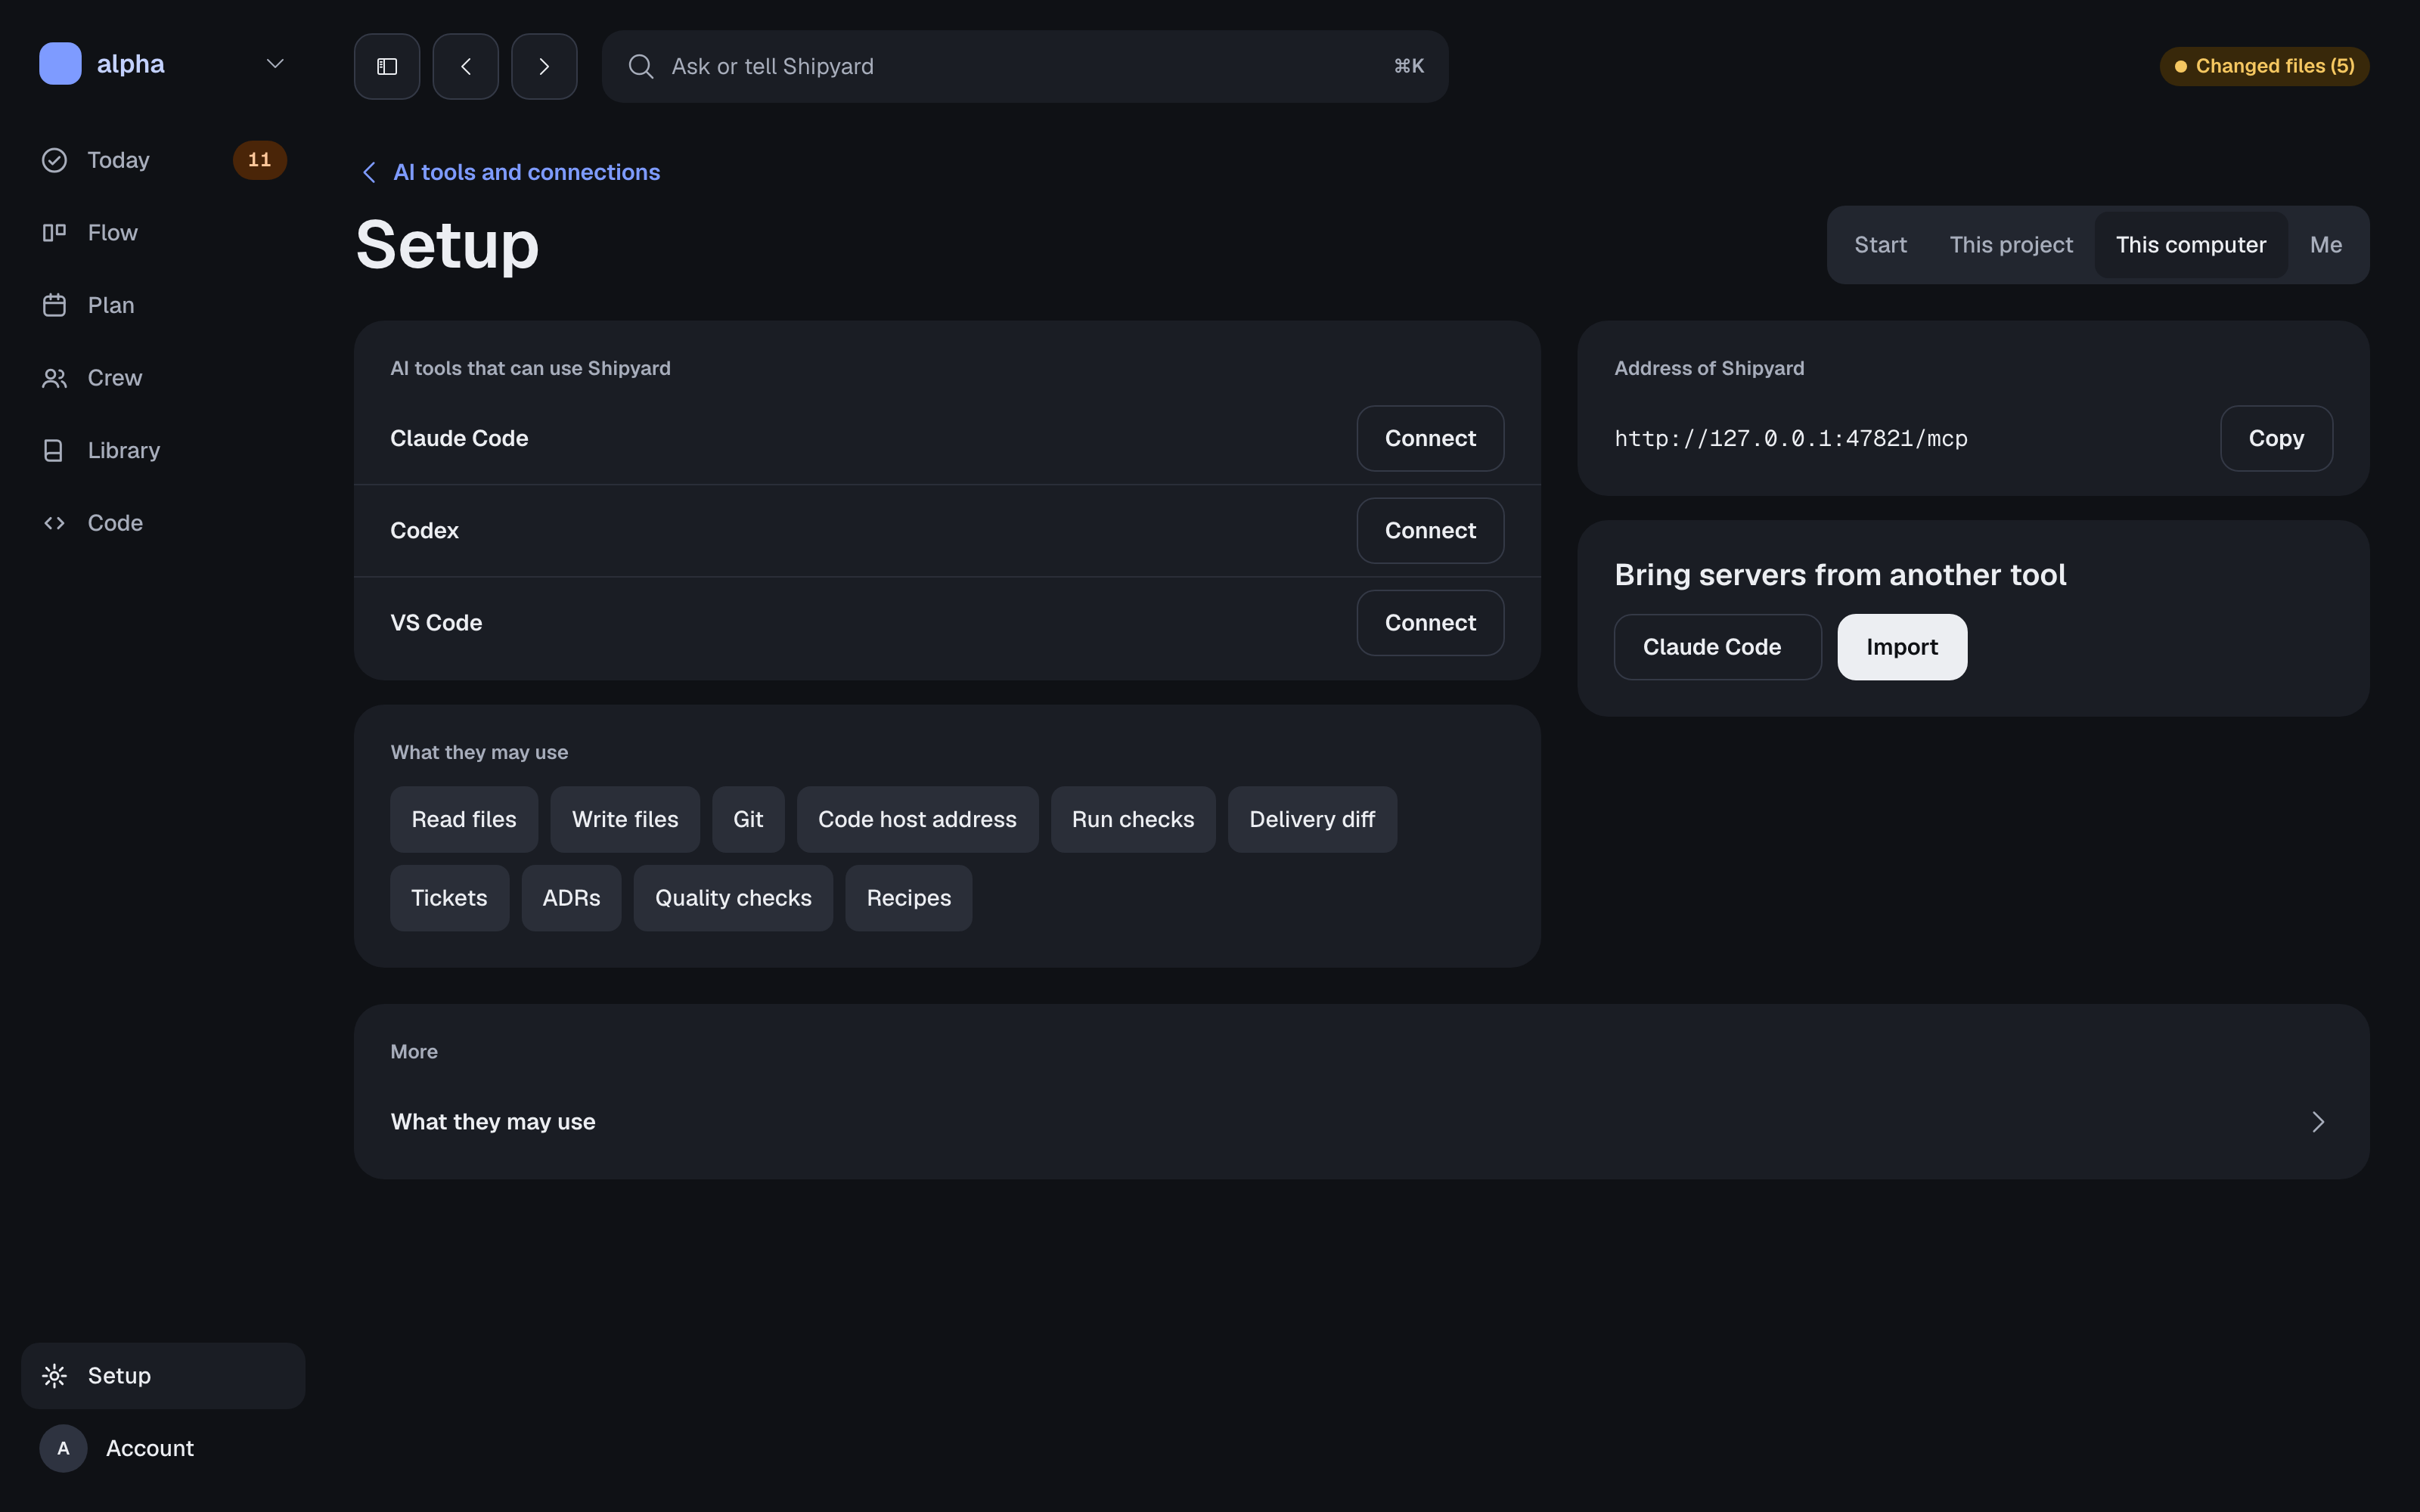 alpha
Ask or tell Shipyard
⌘K
Changed files (5)
Today
11
Flow
Plan
Crew
Library
Code
AI tools and connections
Setup
Start
This project
This computer
Me
AI tools that can use Shipyard
Claude Code
Connect
Codex
Connect
VS Code
Connect
Address of Shipyard
http://127.0.0.1:47821/mcp
Copy
Bring servers from another tool
Claude Code
Import
What they may use
Read files
Write files
Git
Code host address
Run checks
Delivery diff
Tickets
ADRs
Quality checks
Recipes
More
What they may use
Setup
A
Account